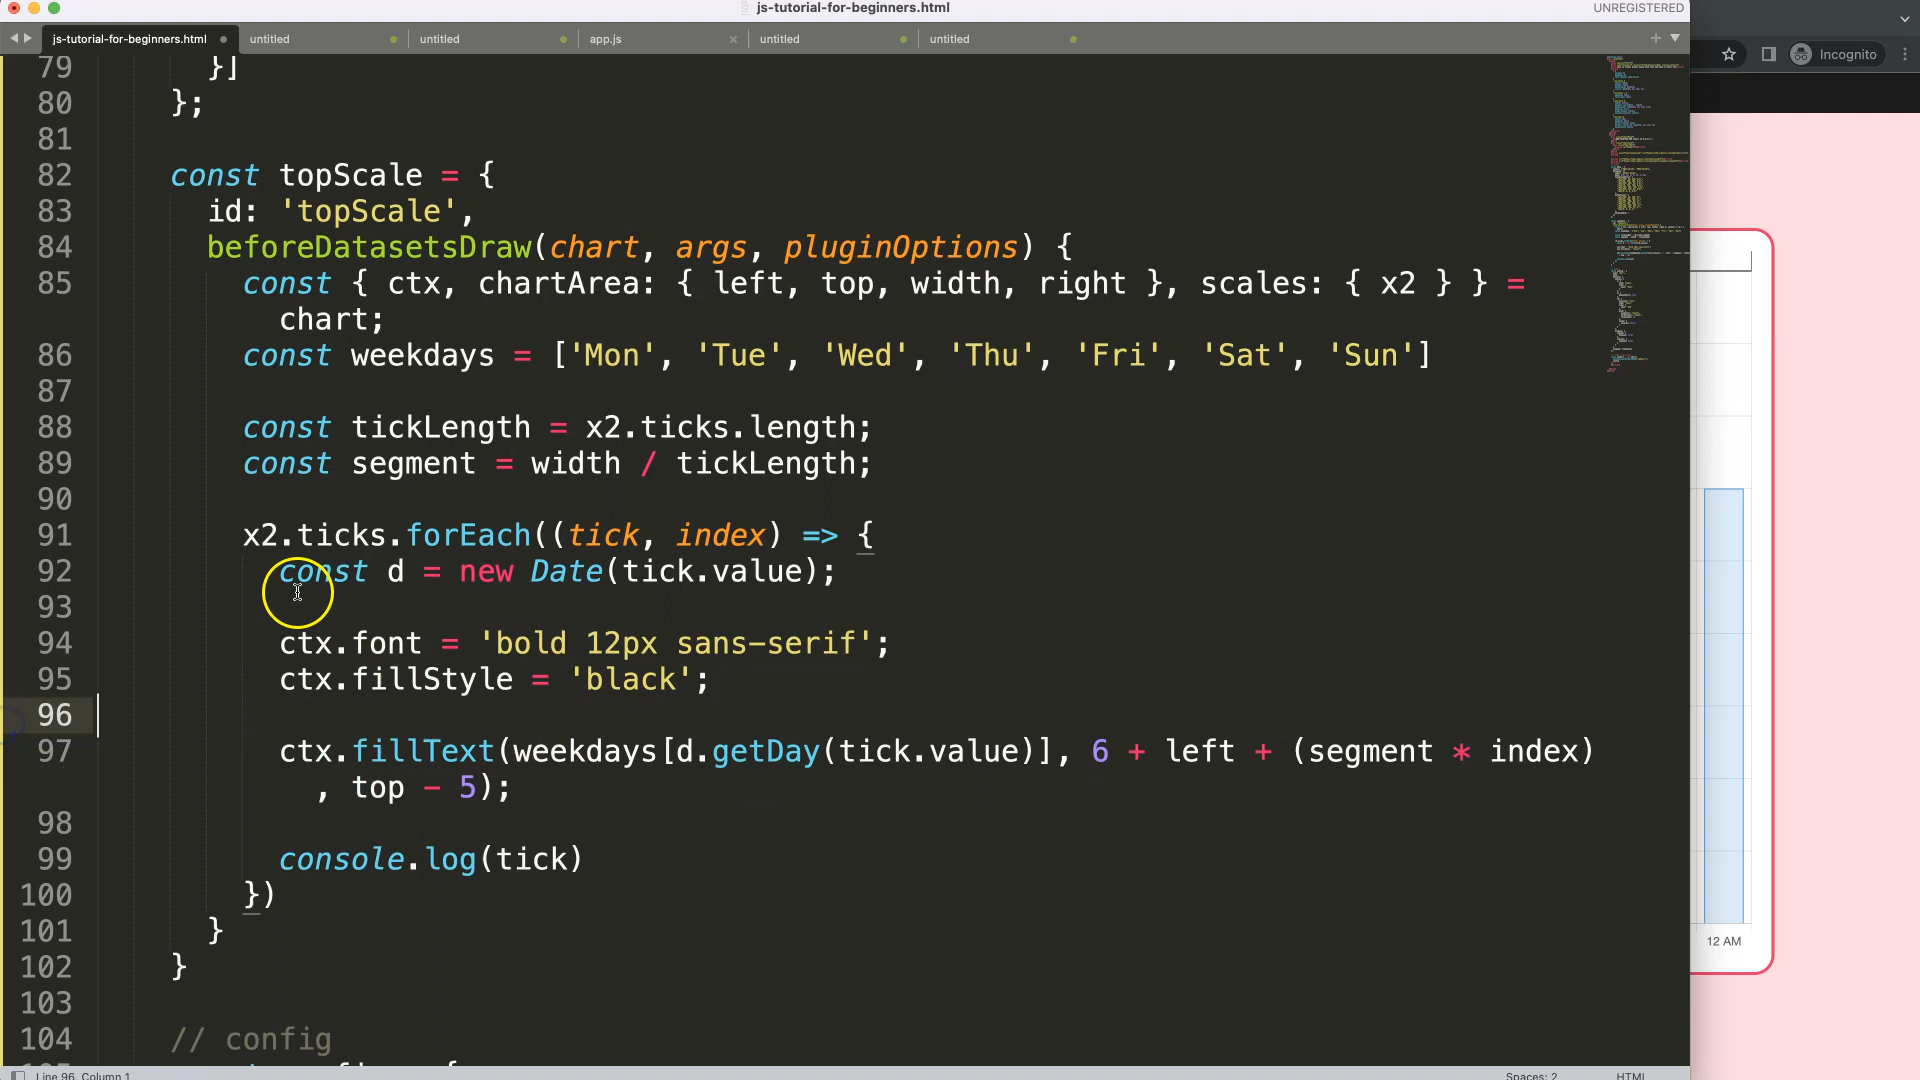 js-tutorial-for-beginners.html
UNREGISTERED
js-tutorial-for-beginners.html untitled untitled app.js untitled untitled
Incognito
79 }]
80 };
81
82 const topScale = {
83 id: 'topScale',
84 beforeDatasetsDraw(chart, args, pluginOptions) {
85 const { ctx, chartArea: { left, top, width, right }, scales: { x2 } } =
chart;
86 const weekdays = ['Mon', 'Tue', 'Wed', 'Thu', 'Fri', 'Sat', 'Sun']
87
88 const tickLength = x2.ticks.length;
89 const segment = width / tickLength;
90
91 x2.ticks.forEach((tick, index) => {
92 const d = new Date(tick.value);
93
94 ctx.font = 'bold 12px sans-serif';
95 ctx.fillStyle = 'black';
96
97 ctx.fillText(weekdays[d.getDay(tick.value)], 6 + left + (segment * index)
, top - 5);
98
99 console.log(tick)
100 })
101 }
102 }
103
104 // config
12 AM
Line 96, Column 1
Spaces: 2
HTML